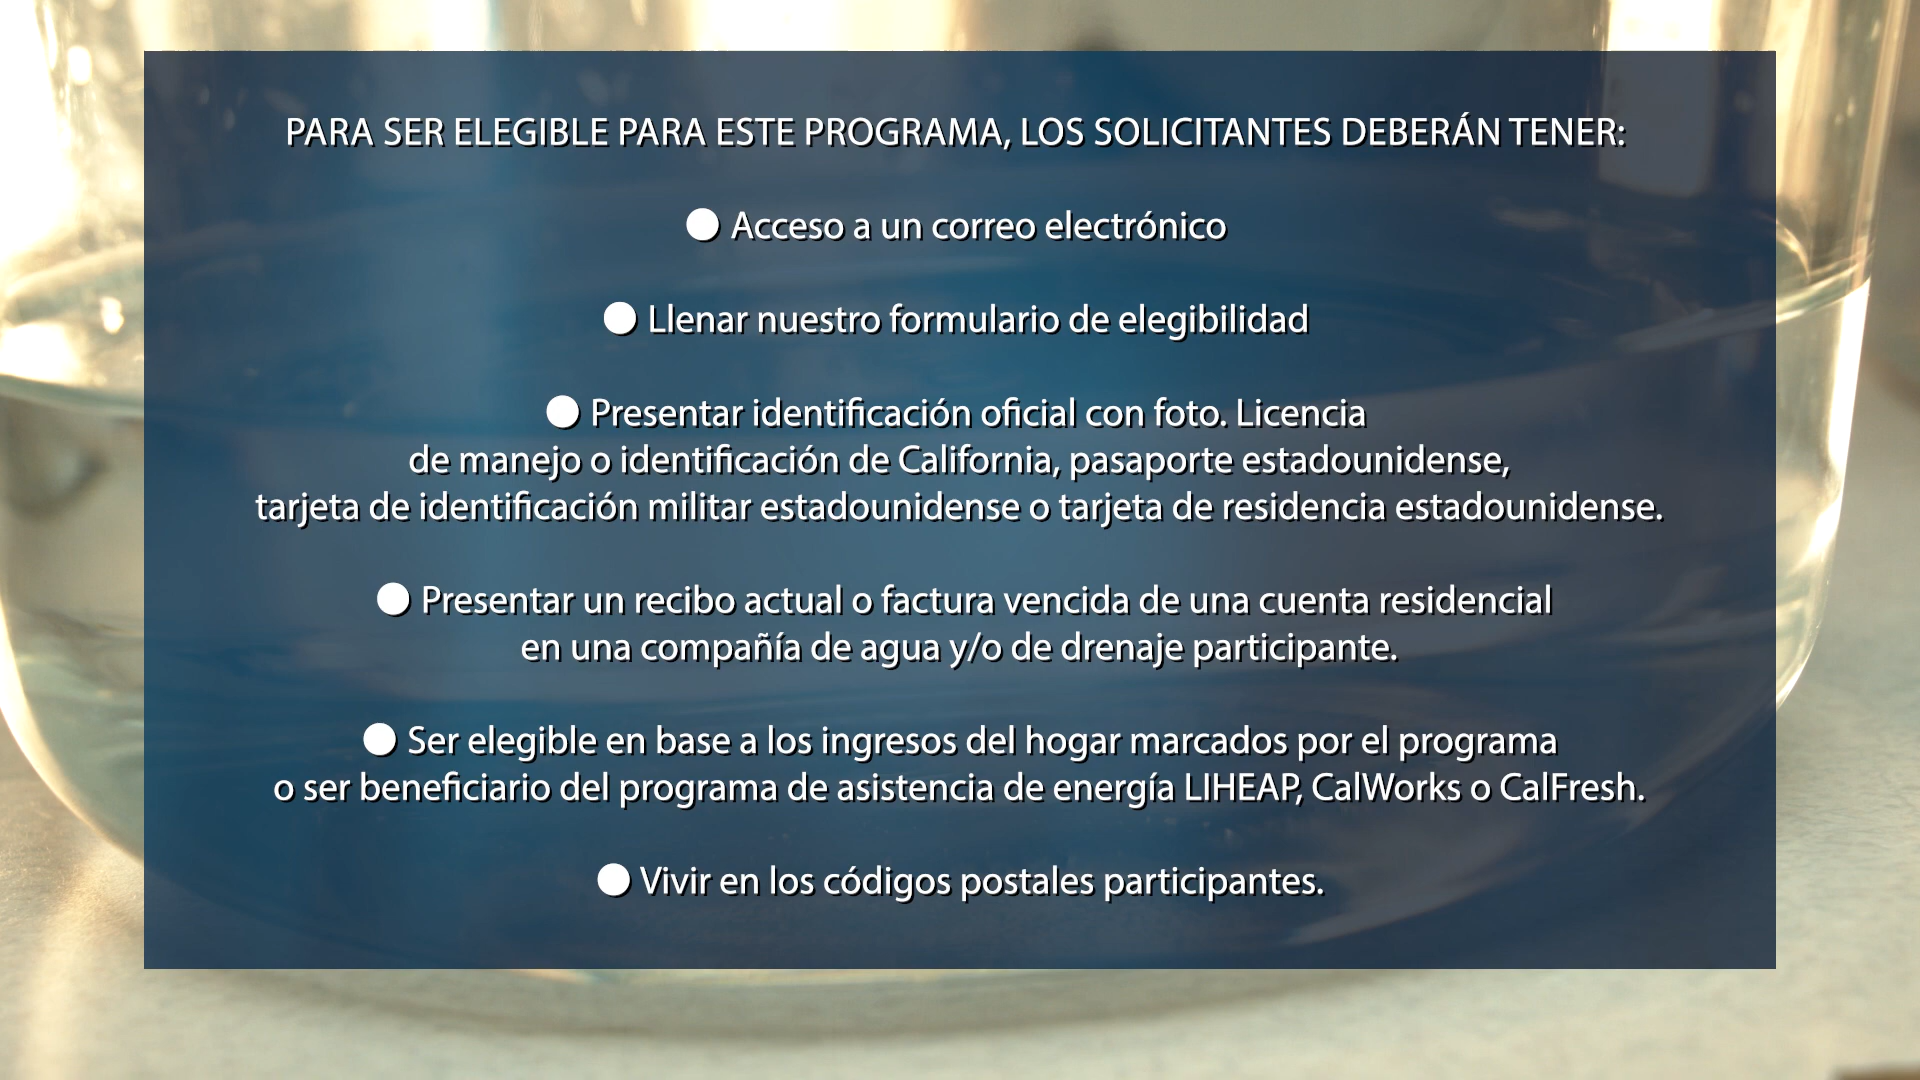 PARA SER ELEGIBLE PARA ESTE PROGRAMA, LOS SOLICITANTES DEBERÁN TENER:
● Acceso a un correo electrónico
● Llenar nuestro formulario de elegibilidad
● Presentar identificación oficial con foto. Licencia
de manejo o identificación de California, pasaporte estadounidense,
tarjeta de identificación militar estadounidense o tarjeta de residencia estadounidense.
● Presentar un recibo actual o factura vencida de una cuenta residencial
en una compañía de agua y/o de drenaje participante.
● Ser elegible en base a los ingresos del hogar marcados por el programa
o ser beneficiario del programa de asistencia de energía LIHEAP, CalWorks o CalFresh.
● Vivir en los códigos postales participantes.